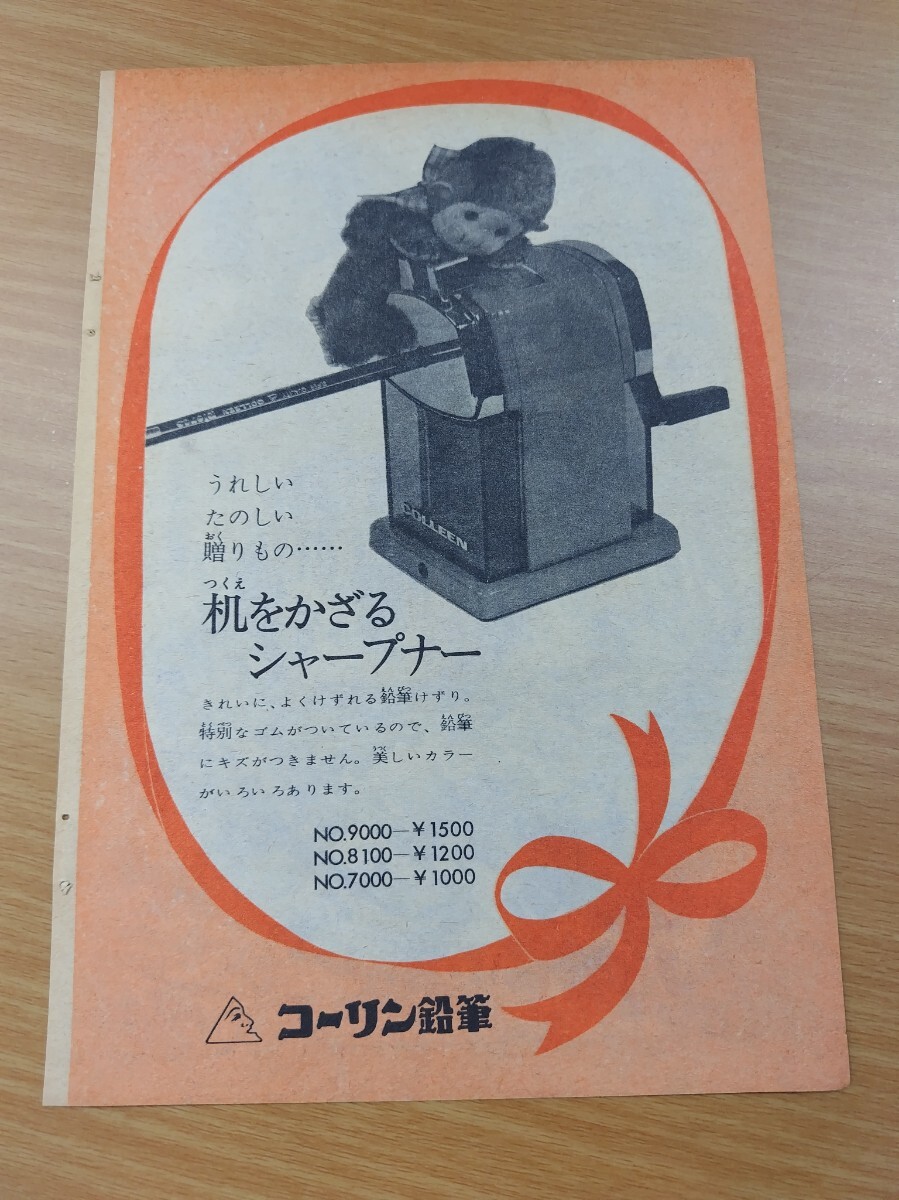 COLLEEN
COLLEEN
うれしい
たのしい
贈りもの……
机をかざる
シャープナー
きれいに、よくけずれる鉛筆けずり。
特別なゴムがついているので、鉛筆
にキズがつきません。美しいカラー
がいろいろあります。
NO.9000—¥1500
NO.8100—¥1200
NO.7000—¥1000
コーリン鉛筆